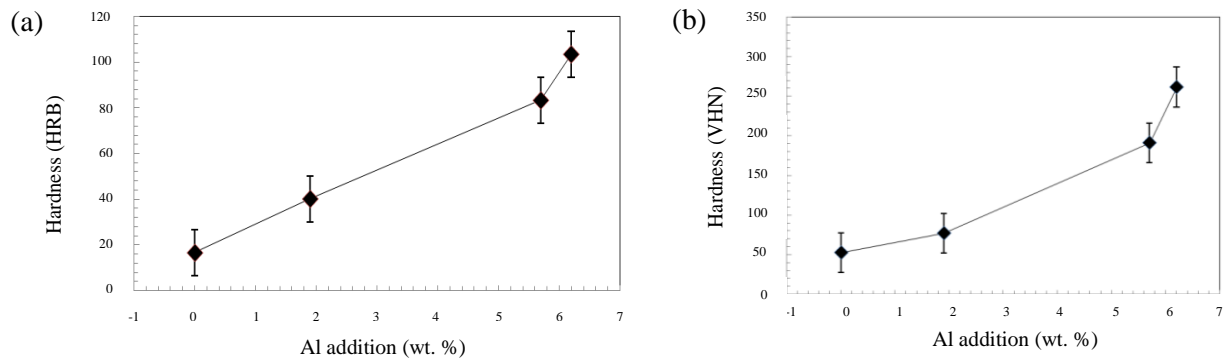 (a)
120
100
80
60
40
20
0
-1 0 1 2 3 4 5 6 7
Hardness (HRB)
Al addition (wt. %)
(b)
350
300
250
200
150
100
50
0
-1 0 1 2 3 4 5 6 7
Hardness (VHN)
Al addition (wt. %)